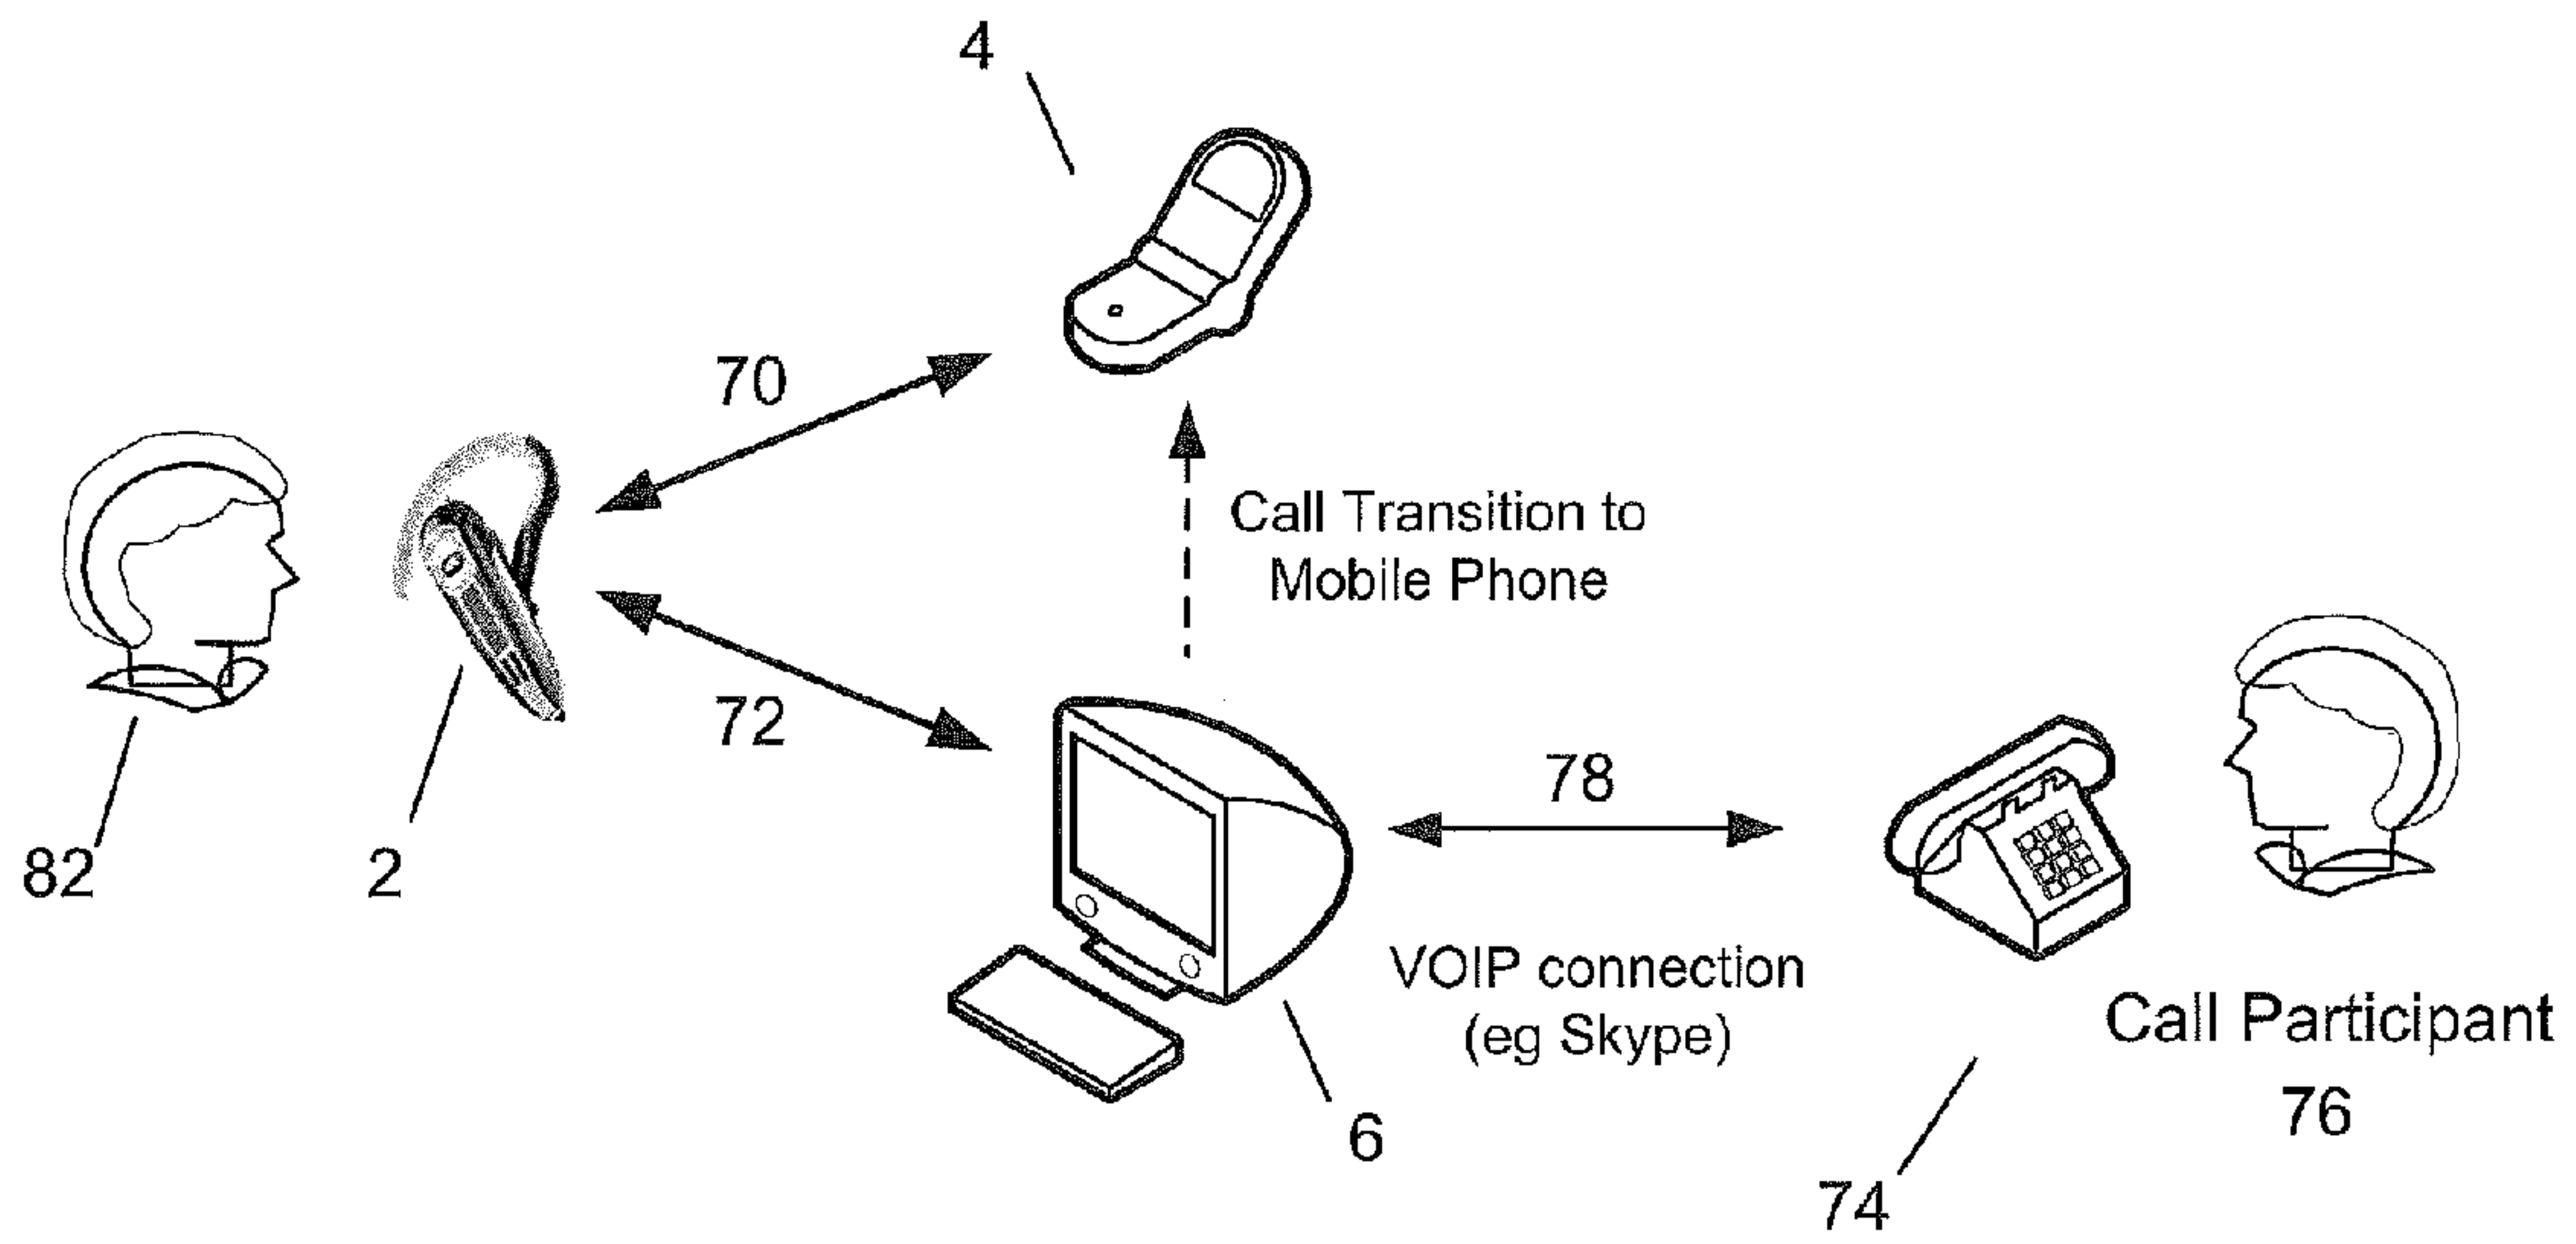 4
70
Call Transition to
Mobile Phone
72
78
82
2
VOIP connection
(eg Skype)
Call Participant
76
6
74